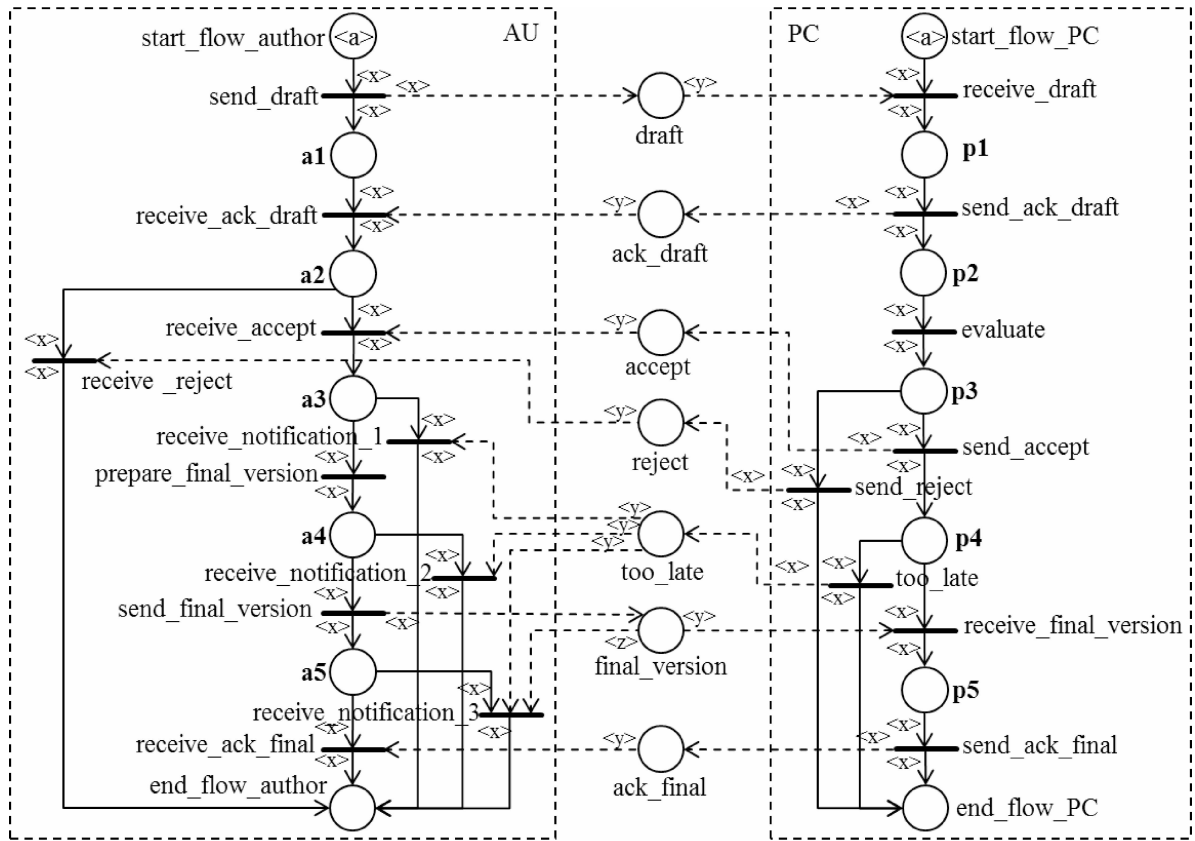 AU
PC
start_flow_author
<a>
<a>
start_flow_PC
<x>
<x>
<y>
<x>
send_draft
receive_draft
<x>
<x>
draft
a1
p1
<x>
<y>
<x>
<x>
receive_ack_draft
send_ack_draft
<x>
<x>
ack_draft
a2
p2
<x>
<y>
<x>
receive_accept
evaluate
<x>
<x>
<x>
<x>
receive _reject
accept
a3
p3
<x>
<y>
<x>
<x>
receive_notification_1
send_accept
<x>
<x>
<x>
reject
<x>
<x>
prepare_final_version
send_reject
<x>
<x>
<y>
<y>
<y>
a4
p4
<x>
<x>
<x>
receive_notification_2
too_late
too_late
<x>
<x>
<x>
send_final_version
<x>
<x>
<y>
<x>
receive_final_version
<z>
<x>
final_version
a5
p5
<x>
receive_notification_3
<x>
<x>
<y>
<x>
<x>
receive_ack_final
send_ack_final
<x>
<x>
ack_final
end_flow_author
end_flow_PC